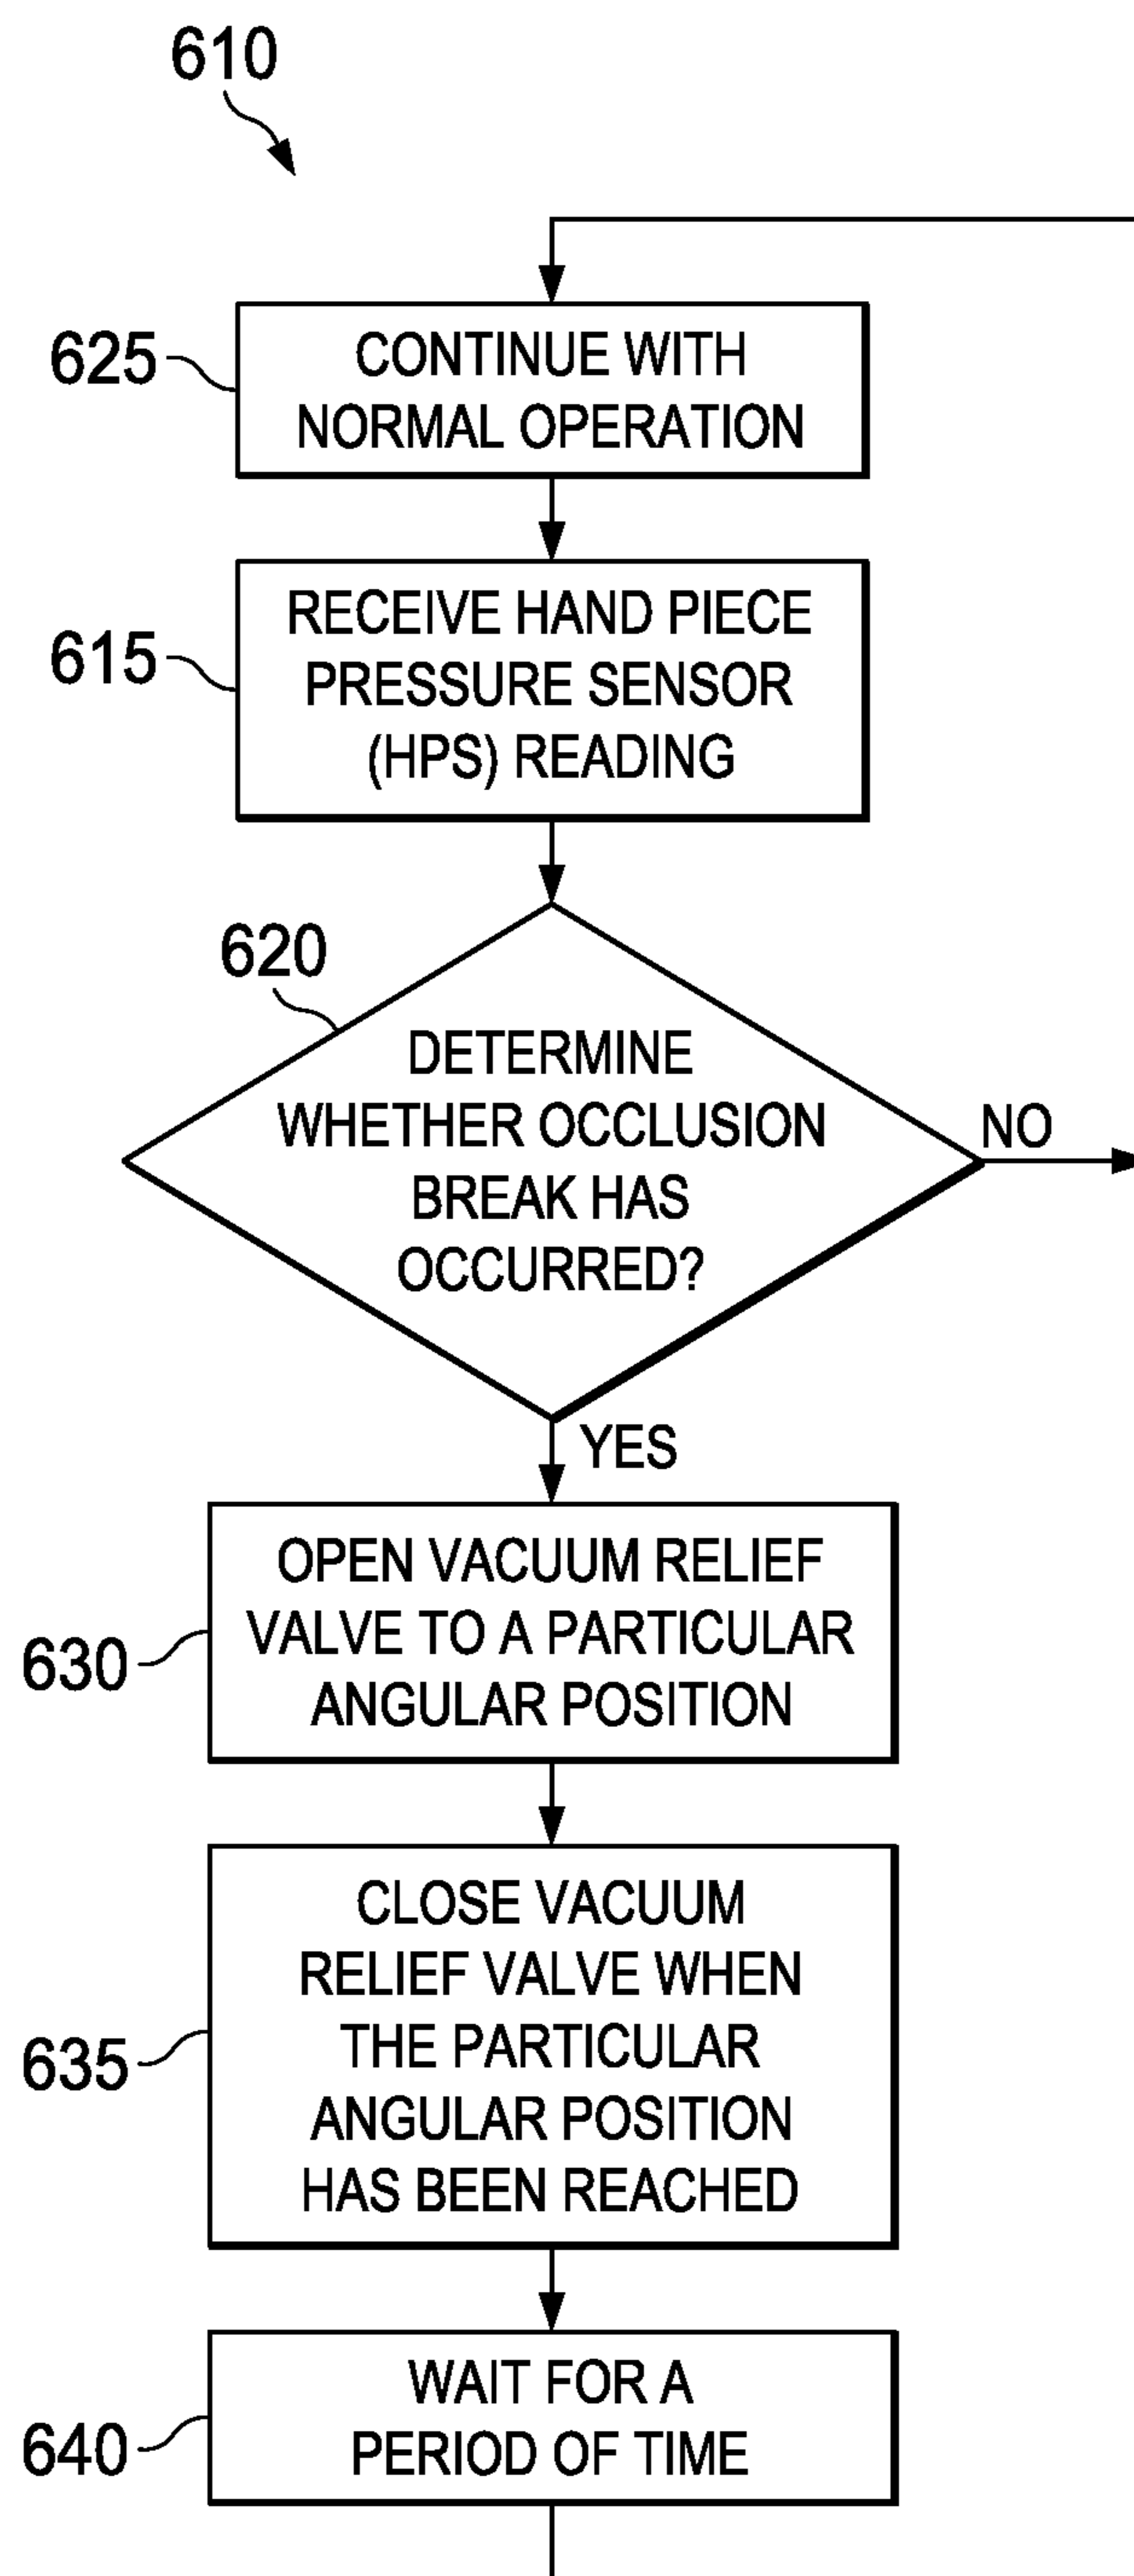 610
625
CONTINUE WITH
NORMAL OPERATION
615
RECEIVE HAND PIECE
PRESSURE SENSOR
(HPS) READING
620
DETERMINE
WHETHER OCCLUSION
BREAK HAS
OCCURRED?
NO
YES
630
OPEN VACUUM RELIEF
VALVE TO A PARTICULAR
ANGULAR POSITION
635
CLOSE VACUUM
RELIEF VALVE WHEN
THE PARTICULAR
ANGULAR POSITION
HAS BEEN REACHED
640
WAIT FOR A
PERIOD OF TIME